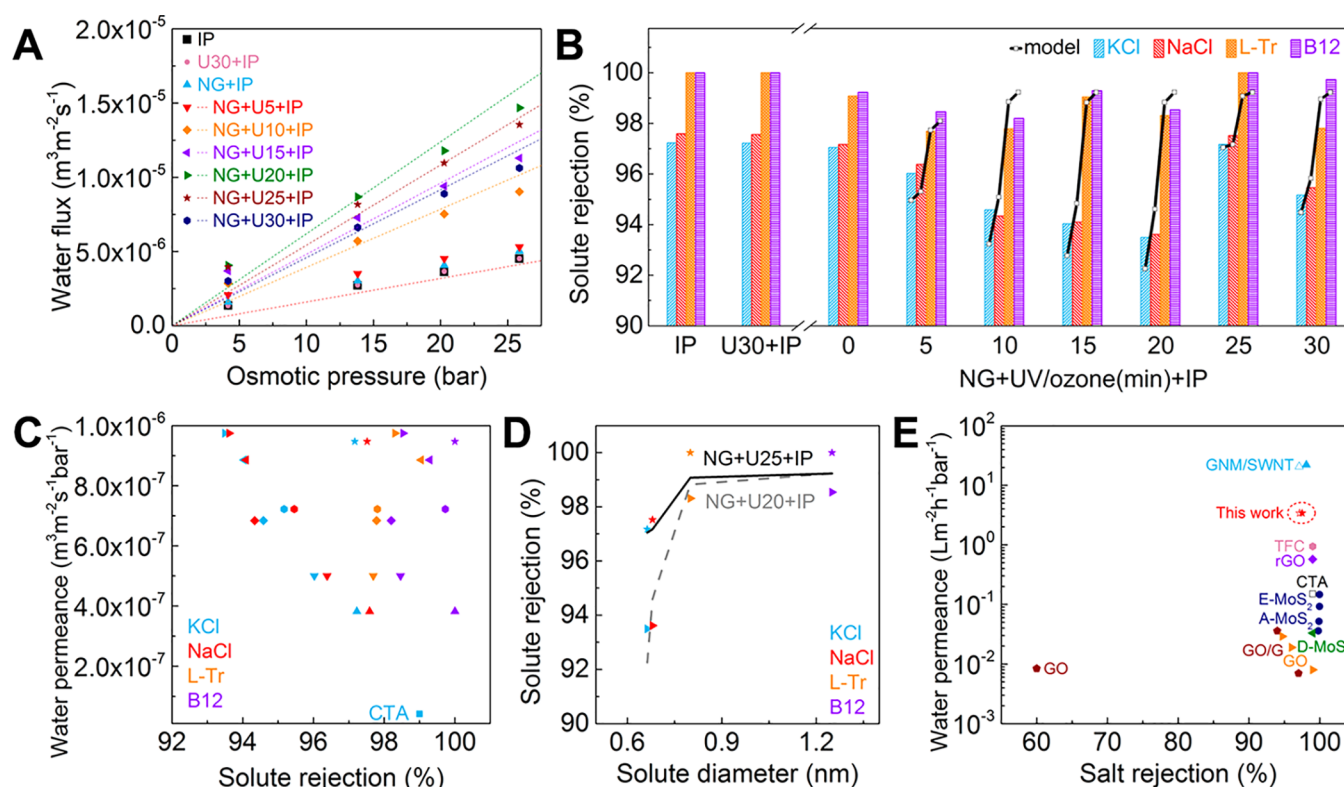 A
2.0x10-5
1.5x10-5
1.0x10-5
5.0x10-6
0.0
Water flux (m3m-2s-1)
IP
U30+IP
NG+IP
NG+U5+IP
NG+U10+IP
NG+U15+IP
NG+U20+IP
NG+U25+IP
NG+U30+IP
0 5 10 15 20 25
Osmotic pressure (bar)
B
model KCl NaCl L-Tr B12
100
98
96
94
92
90
Solute rejection (%)
IP U30+IP 0 5 10 15 20 25 30
NG+UV/ozone(min)+IP
C
1.0x10-6
8.0x10-7
6.0x10-7
4.0x10-7
2.0x10-7
Water permeance (m3m-2s-1bar-1)
KCl
NaCl
L-Tr
B12
CTA
92 94 96 98 100
Solute rejection (%)
D
100
98
96
94
92
90
Solute rejection (%)
NG+U25+IP
NG+U20+IP
KCl
NaCl
L-Tr
B12
0.6 0.9 1.2
Solute diameter (nm)
E
102
101
100
10-1
10-2
10-3
Water permeance (Lm-2h-1bar-1)
GNM/SWNT
This work
TFC
rGO
CTA
E-MoS2
A-MoS2
D-MoS
GO/G
GO
GO
60 70 80 90 100
Salt rejection (%)